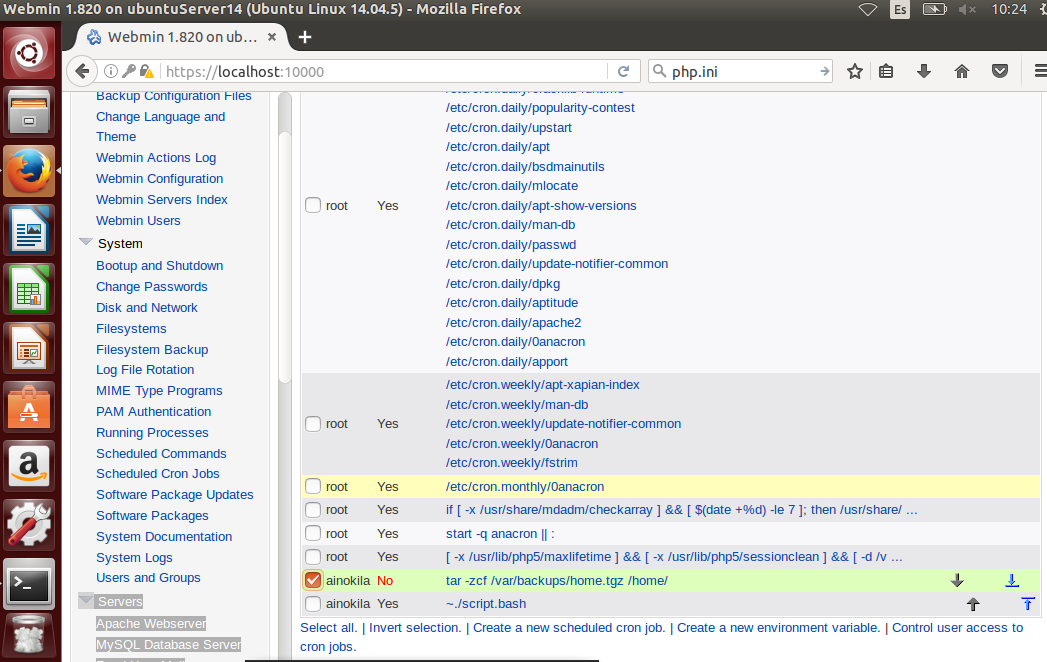 Webmin 1.820 on ubuntuServer14 (Ubuntu Linux 14.04.5) - Mozilla Firefox
Es
10:24
Webmin 1.820 on ub... ×
https://localhost:10000
php.ini
Backup Configuration Files
Change Language and
Theme
Webmin Actions Log
Webmin Configuration
Webmin Servers Index
Webmin Users
System
Bootup and Shutdown
Change Passwords
Disk and Network
Filesystems
Filesystem Backup
Log File Rotation
MIME Type Programs
PAM Authentication
Running Processes
Scheduled Commands
Scheduled Cron Jobs
Software Package Updates
Software Packages
System Documentation
System Logs
Users and Groups
Servers
Apache Webserver
MySQL Database Server
/etc/cron.daily/popularity-contest
/etc/cron.daily/upstart
/etc/cron.daily/apt
/etc/cron.daily/bsdmainutils
/etc/cron.daily/mlocate
root Yes /etc/cron.daily/apt-show-versions
/etc/cron.daily/man-db
/etc/cron.daily/passwd
/etc/cron.daily/update-notifier-common
/etc/cron.daily/dpkg
/etc/cron.daily/aptitude
/etc/cron.daily/apache2
/etc/cron.daily/0anacron
/etc/cron.daily/apport
/etc/cron.weekly/apt-xapian-index
/etc/cron.weekly/man-db
root Yes /etc/cron.weekly/update-notifier-common
/etc/cron.weekly/0anacron
/etc/cron.weekly/fstrim
root Yes /etc/cron.monthly/0anacron
root Yes if [ -x /usr/share/mdadm/checkarray ] && [ $(date +%d) -le 7 ]; then /usr/share/ ...
root Yes start -q anacron || :
root Yes [ -x /usr/lib/php5/maxlifetime ] && [ -x /usr/lib/php5/sessionclean ] && [ -d /v ...
ainokila No tar -zcf /var/backups/home.tgz /home/
ainokila Yes ~./script.bash
Select all. | Invert selection. | Create a new scheduled cron job. | Create a new environment variable. | Control user access to
cron jobs.